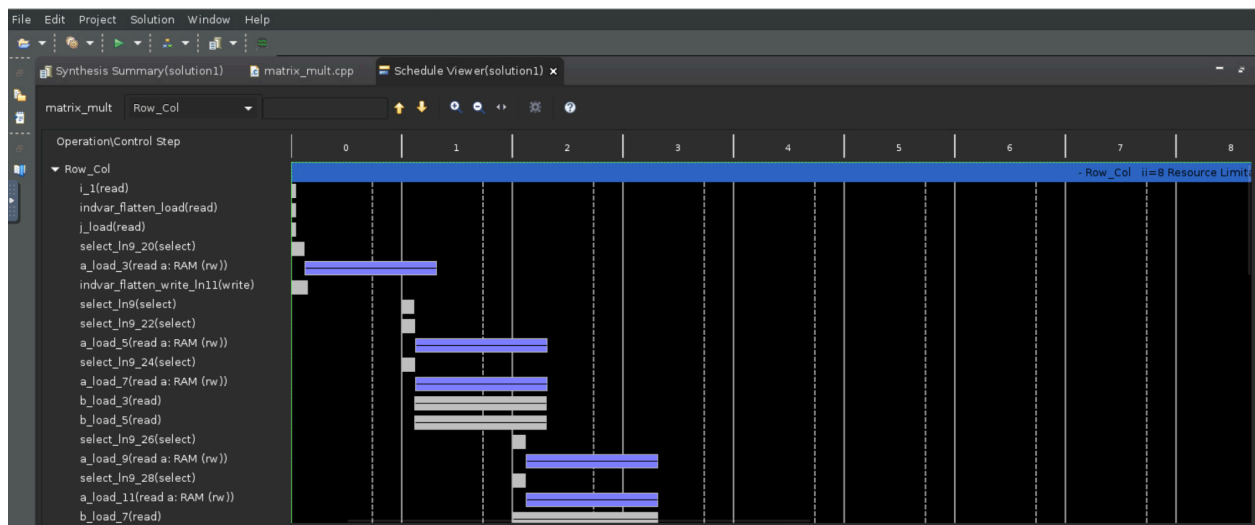 File Edit Project Solution Window Help
Synthesis Summary(solution1) matrix_mult.cpp Schedule Viewer(solution1)
matrix_mult Row_Col
Operation\Control Step 0 1 2 3 4 5 6 7 8
Row_Col - Row_Col ii=8 Resource
i_1(read)
indvar_flatten_load(read)
j_load(read)
select_ln9_20(select)
a_load_3(read a: RAM (rw))
indvar_flatten_write_ln11(write)
select_ln9(select)
select_ln9_22(select)
a_load_5(read a: RAM (rw))
select_ln9_24(select)
a_load_7(read a: RAM (rw))
b_load_3(read)
b_load_5(read)
select_ln9_26(select)
a_load_9(read a: RAM (rw))
select_ln9_28(select)
a_load_11(read a: RAM (rw))
b_load_7(read)